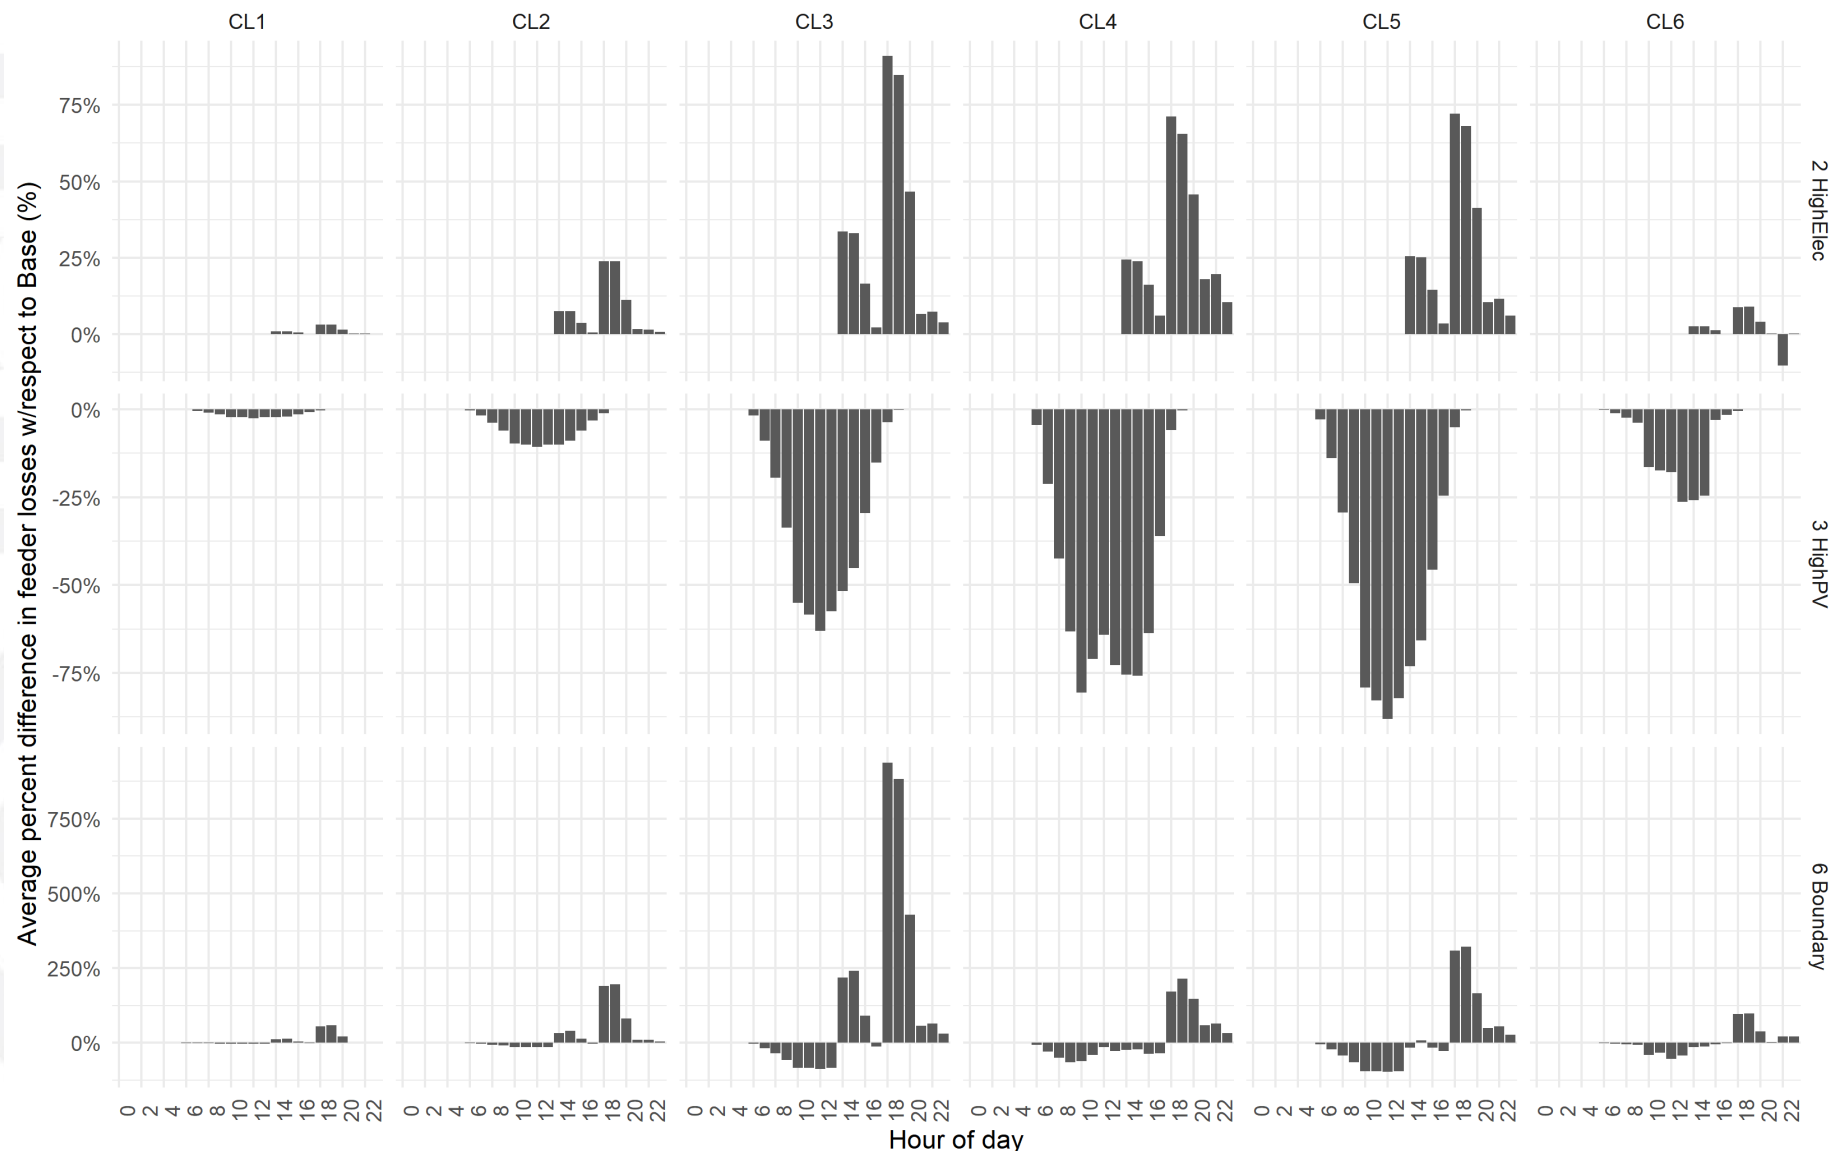 CL1 CL2 CL3 CL4 CL5 CL6
Average percent difference in feeder losses w/respect to Base (%)
75%
50%
25%
0%
2 HighElec
0%
-25%
-50%
-75%
3 HighPV
750%
500%
250%
0%
6 Boundary
0 2 4 6 8 10 12 14 16 18 20 22 0 2 4 6 8 10 12 14 16 18 20 22 0 2 4 6 8 10 12 14 16 18 20 22 0 2 4 6 8 10 12 14 16 18 20 22 0 2 4 6 8 10 12 14 16 18 20 22 0 2 4 6 8 10 12 14 16 18 20 22
Hour of day